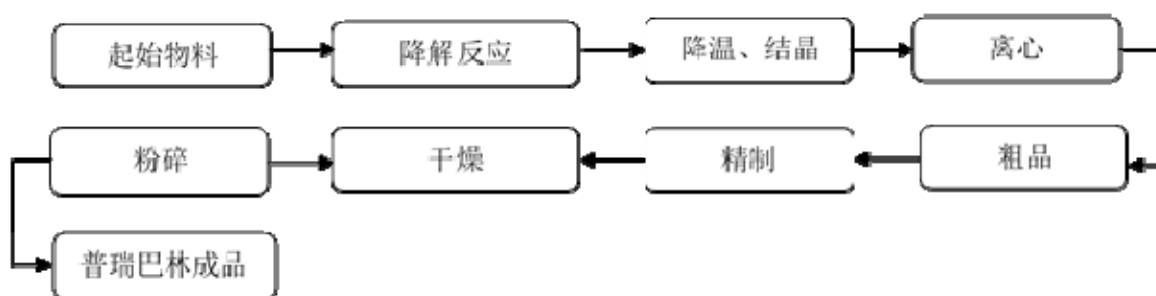 起始物料
降解反应
降温、结晶
离心
粉碎
干燥
精制
粗品
普瑞巴林成品